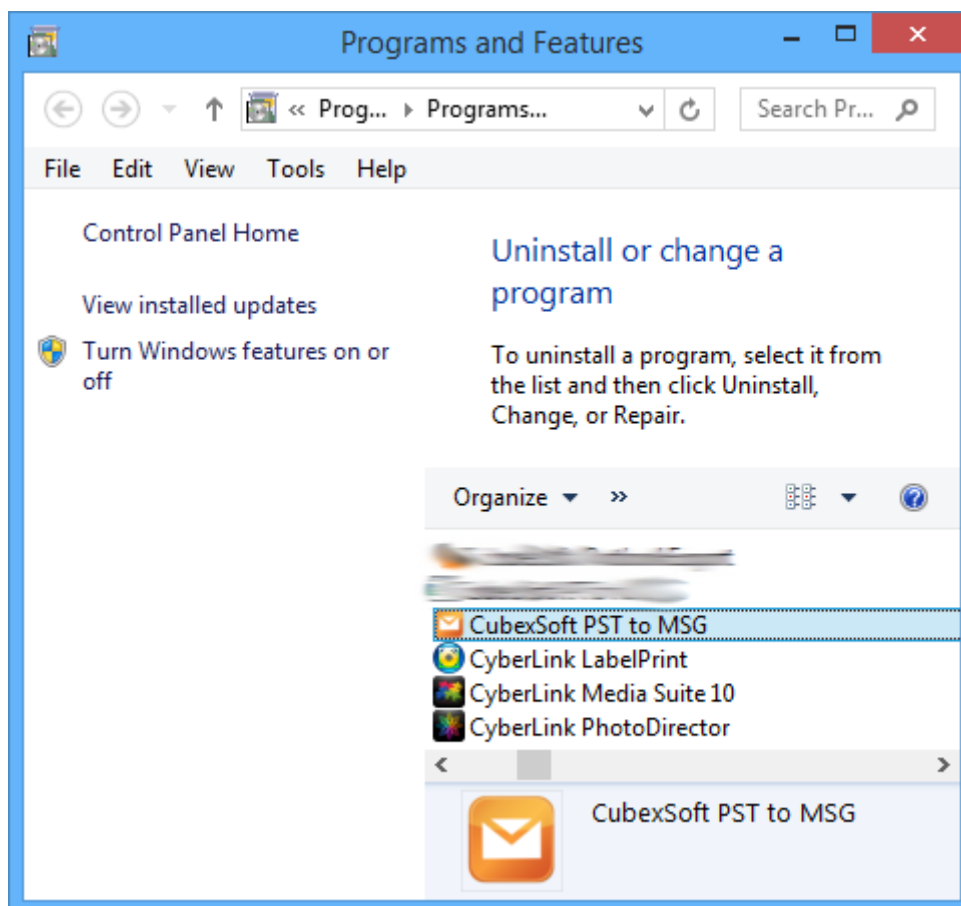 Programs and Features
« Prog... Programs... Search Pr...
File Edit View Tools Help
Control Panel Home
View installed updates
Turn Windows features on or
off
Uninstall or change a
program
To uninstall a program, select it from
the list and then click Uninstall,
Change, or Repair.
Organize »
CubexSoft PST to MSG
CyberLink LabelPrint
CyberLink Media Suite 10
CyberLink PhotoDirector
CubexSoft PST to MSG